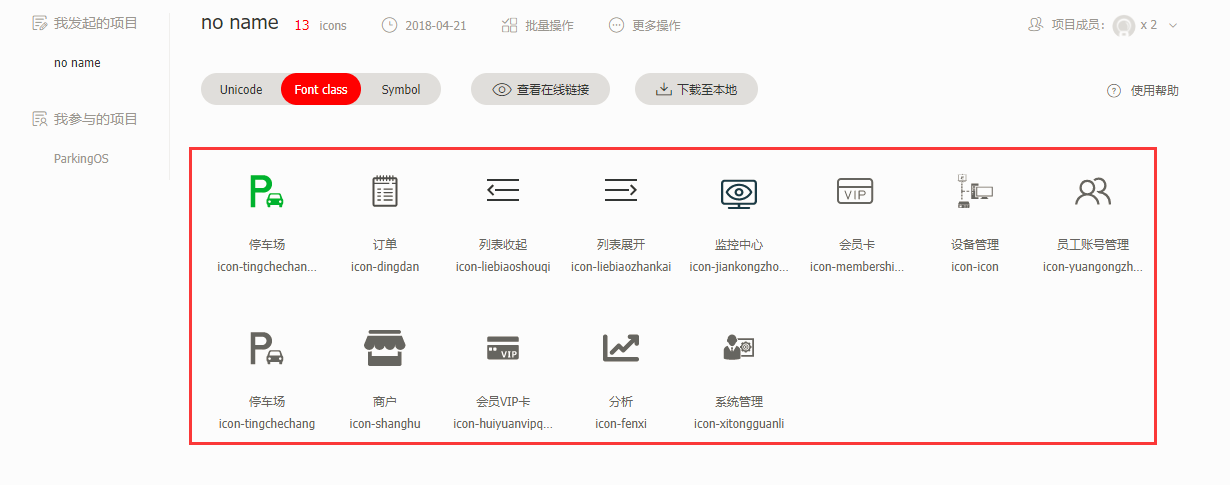 我发起的项目
no name
我参与的项目
ParkingOS
no name 13 icons 2018-04-21 批量操作 更多操作 项目成员： x 2
Unicode Font class Symbol 查看在线链接 下载至本地 使用帮助
停车场 订单 列表收起 列表展开 监控中心 会员卡 设备管理 员工账号管理
icon-tingchechan... icon-dingdan icon-liebiaoshouqi icon-liebiaozhankai icon-jiankongzho... icon-membershi... icon-icon icon-yuangongzh...
停车场 商户 会员VIP卡 分析 系统管理
icon-tingchechang icon-shanghu icon-huiyuanvipq... icon-fenxi icon-xitongguanli